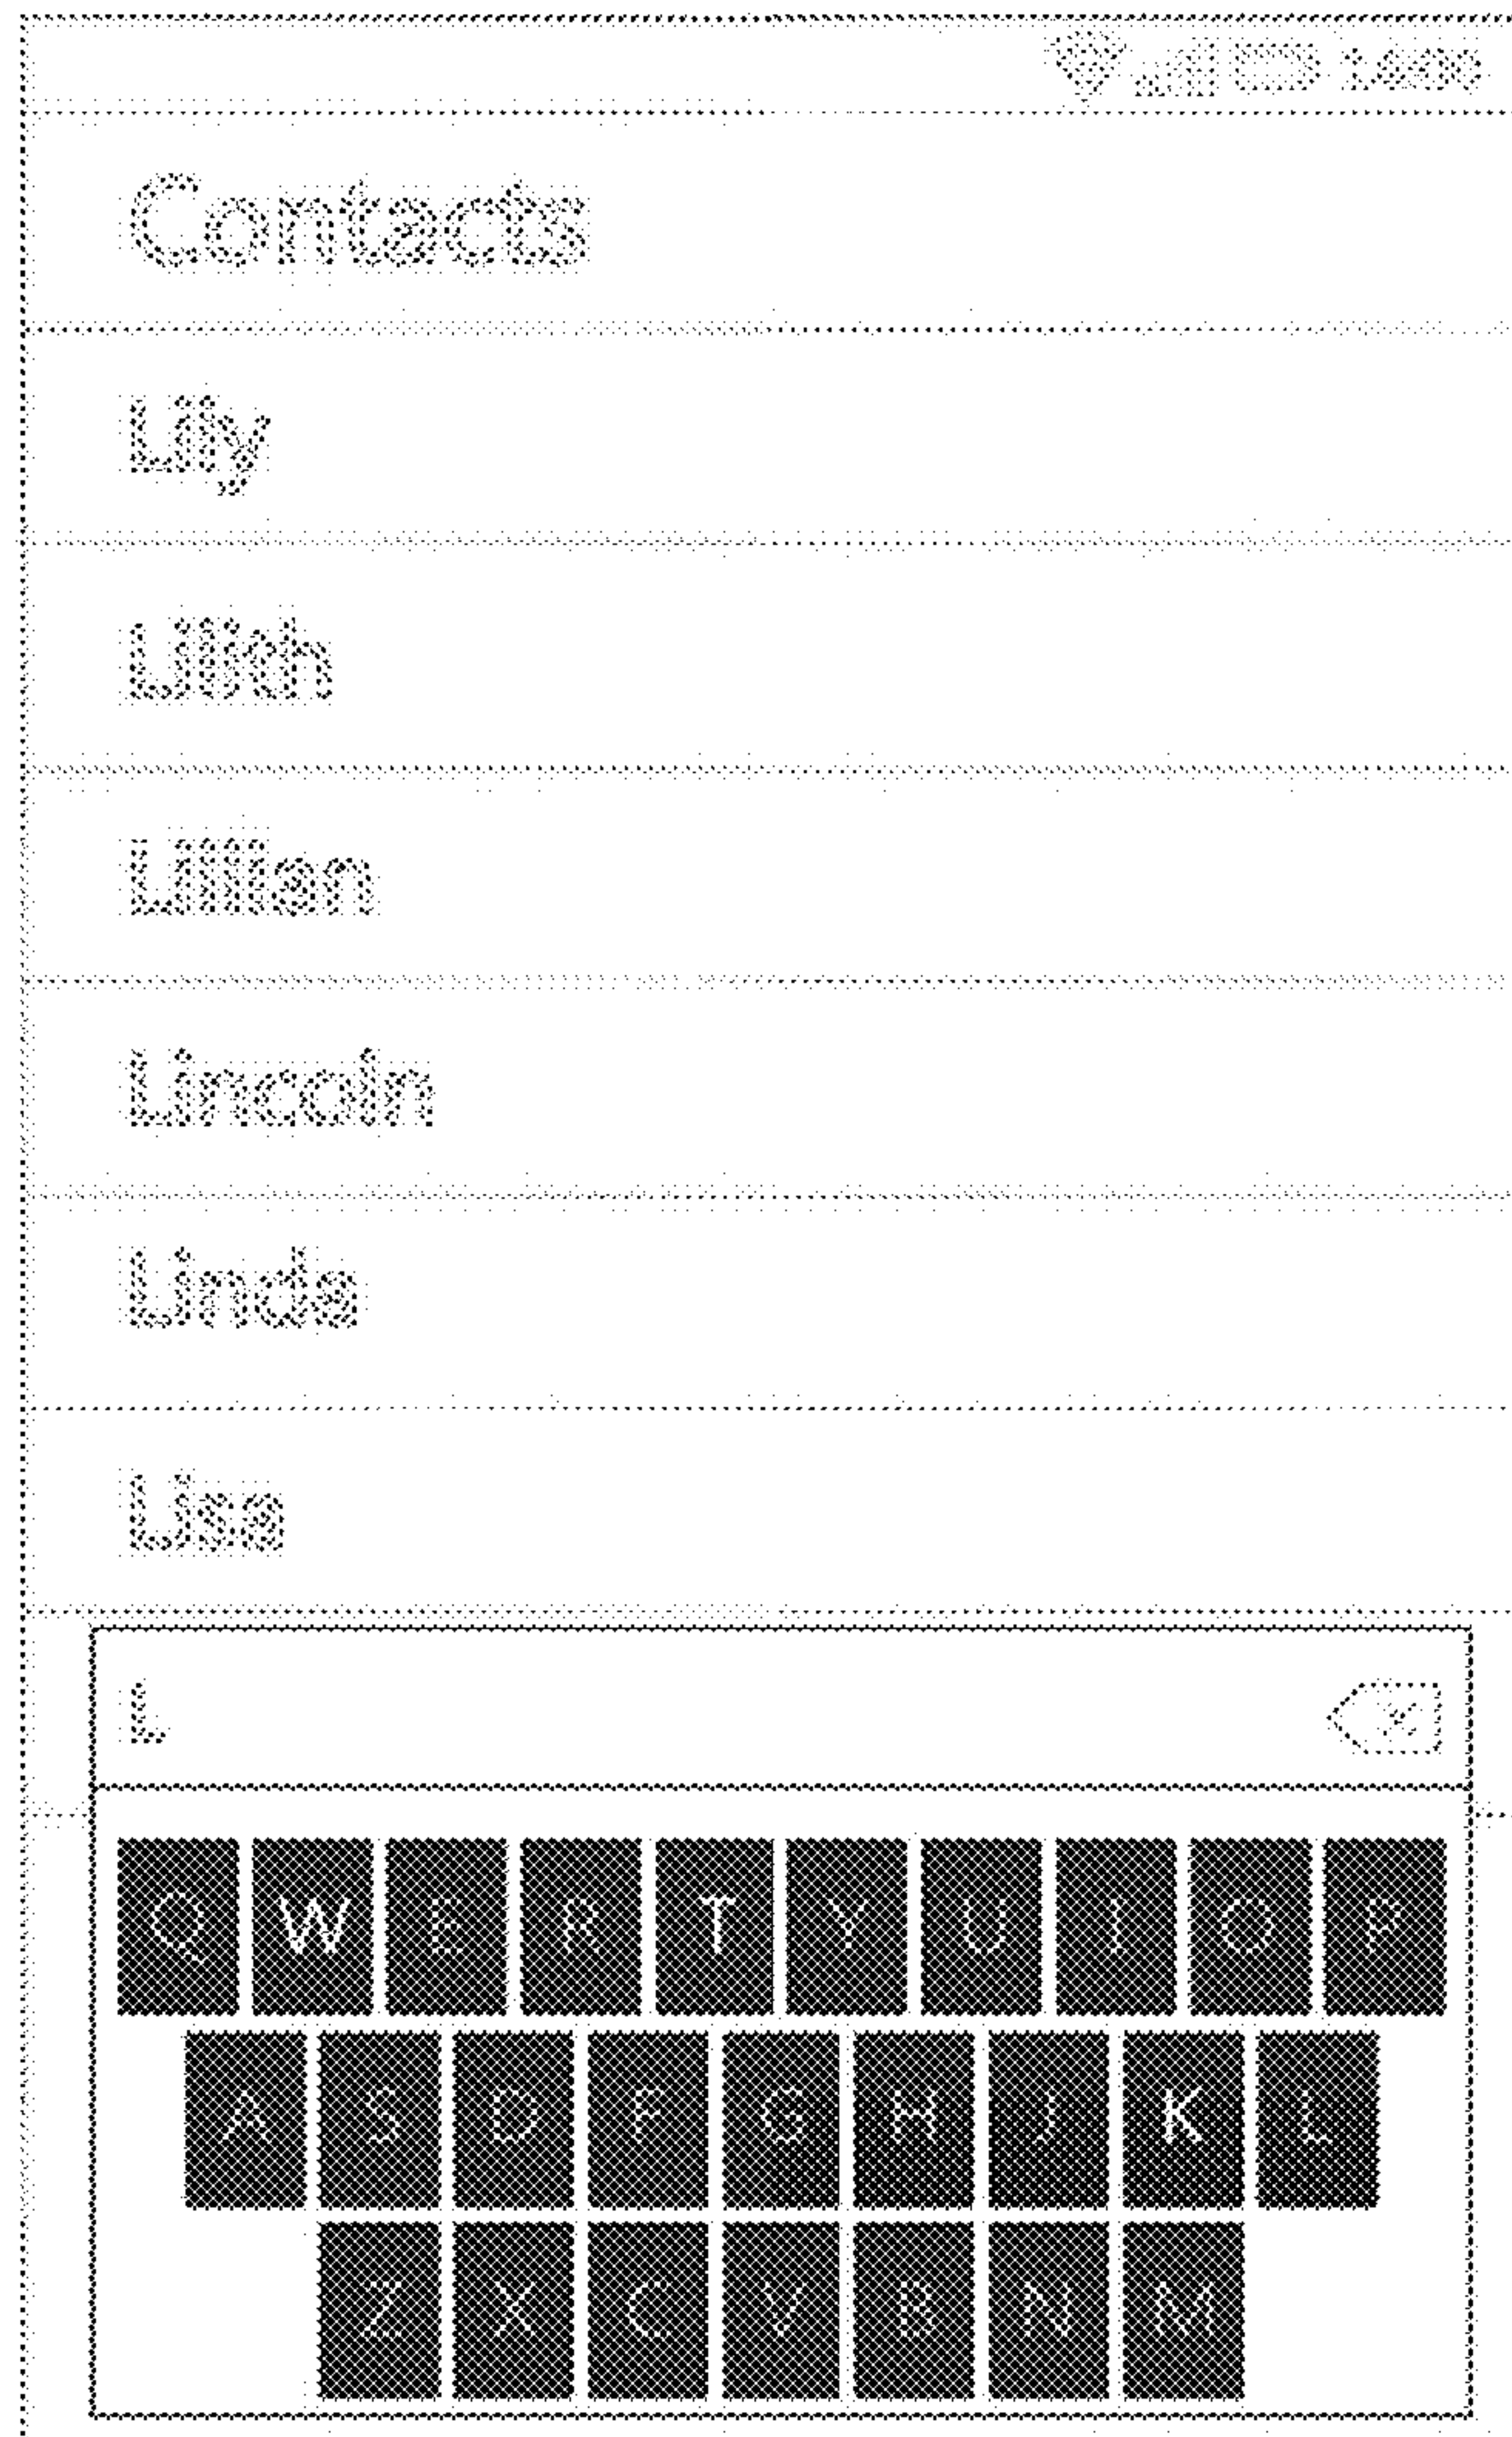 Contacts
Lily
Lilith
Lillian
Lincoln
Linda
Lisa
L
Q W E R T Y U I O P
A S D F G H J K L
Z X C V B N M